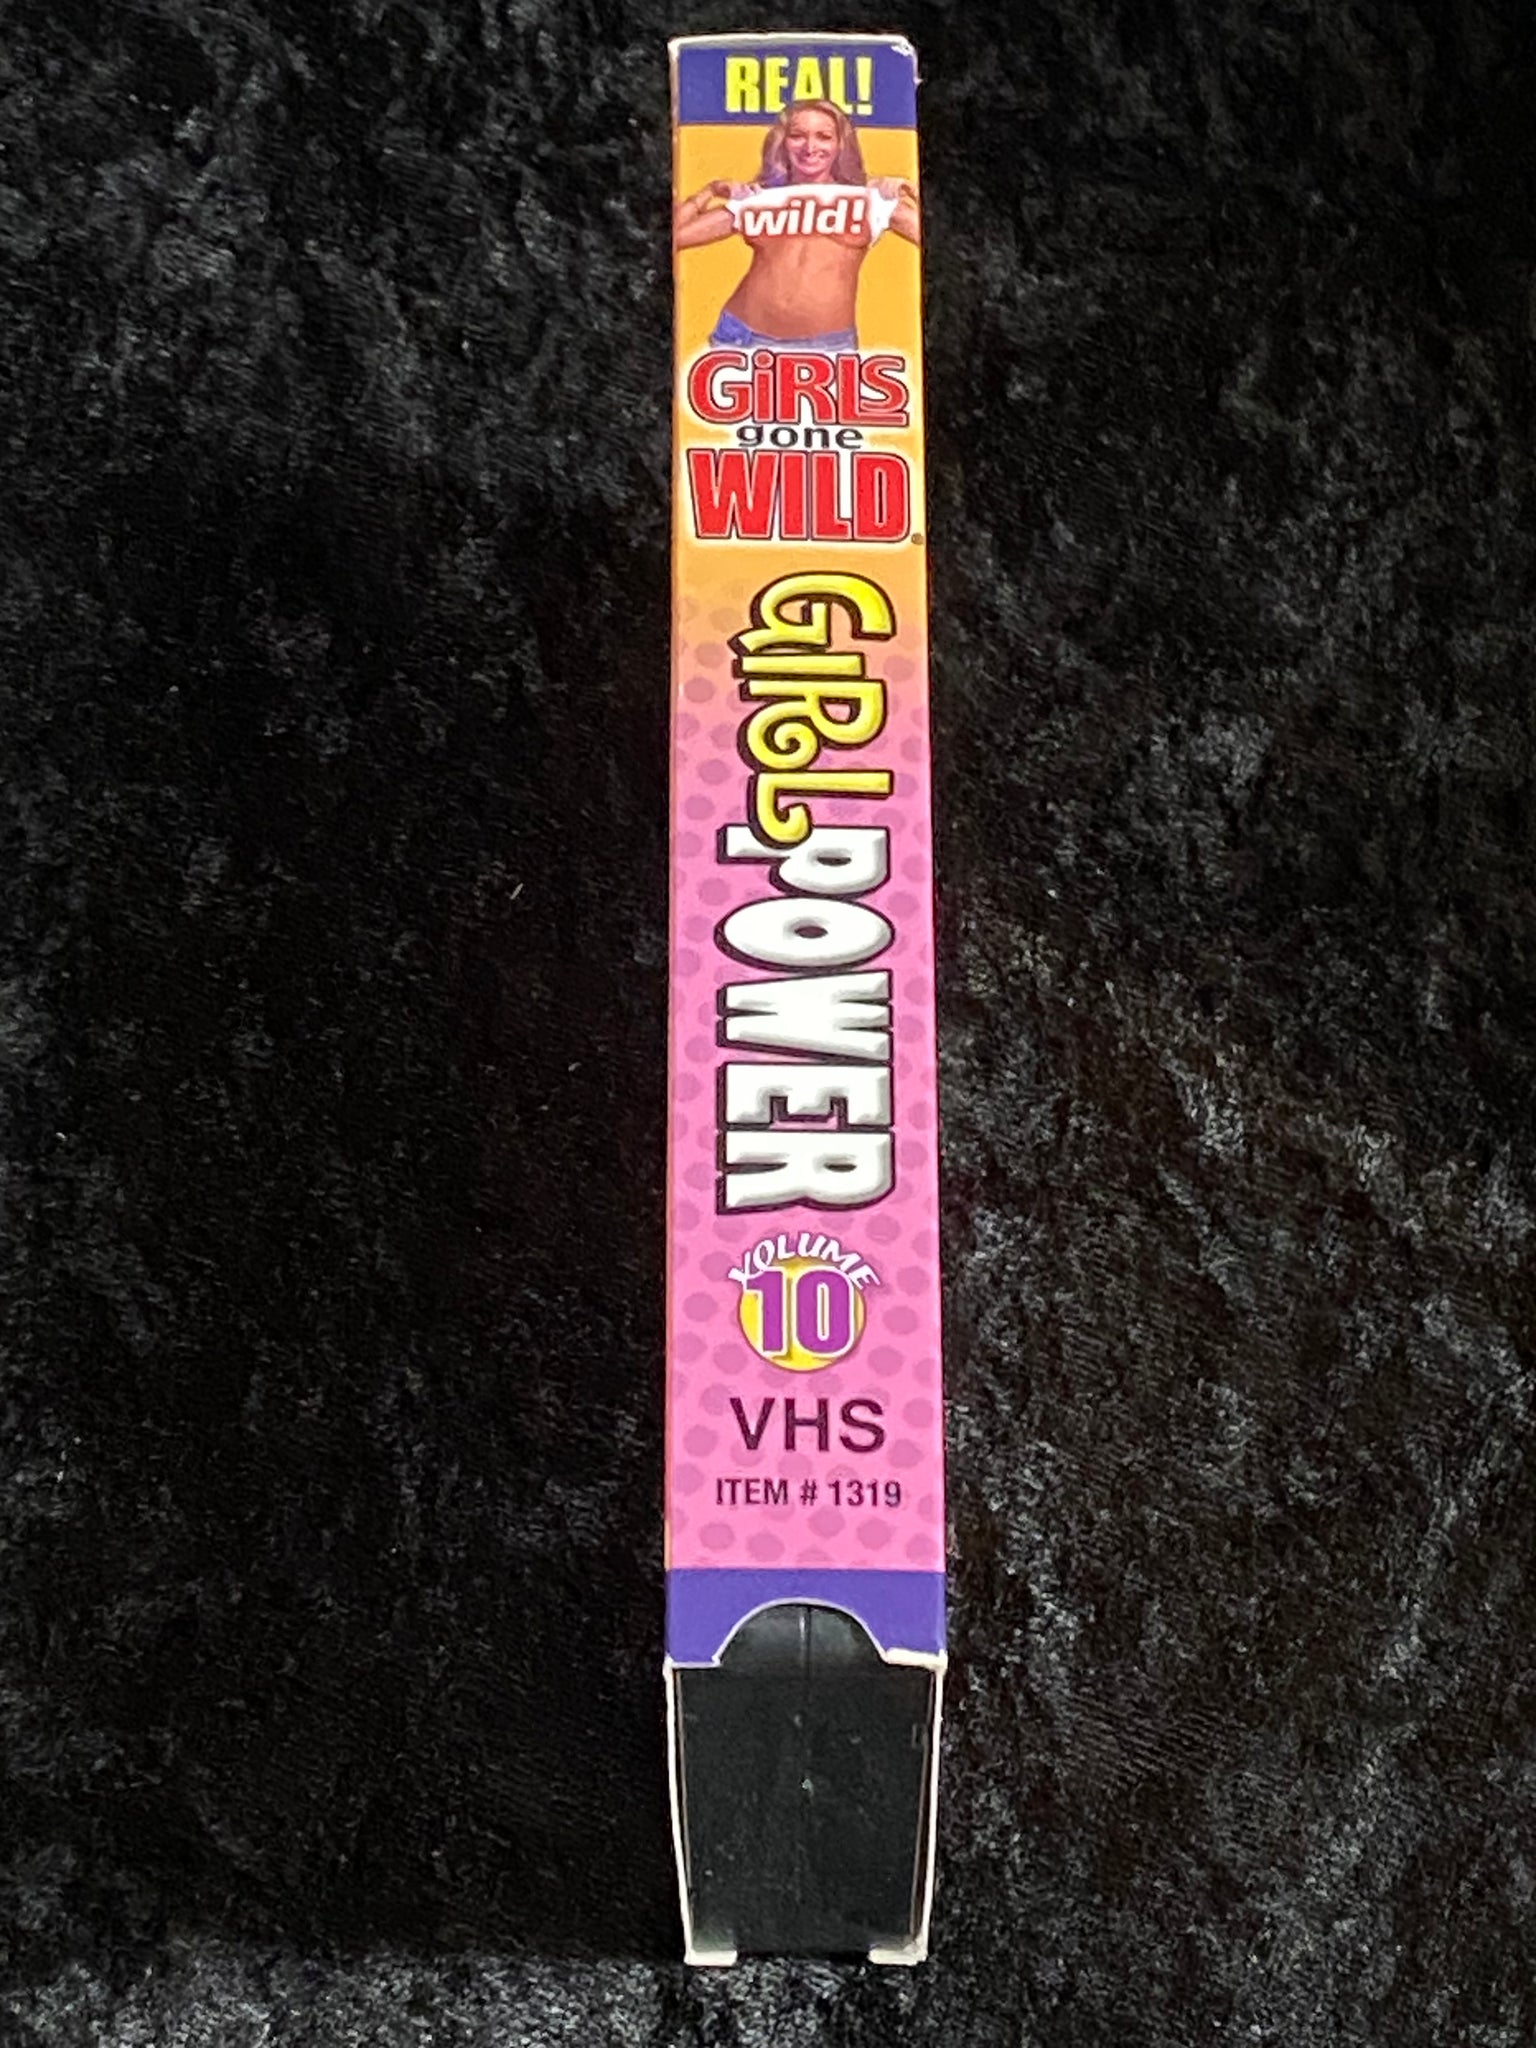 REAL!
wild!
GiRLS
gone
WILD
GIRL POWER
VOLUME
10
VHS
ITEM # 1319